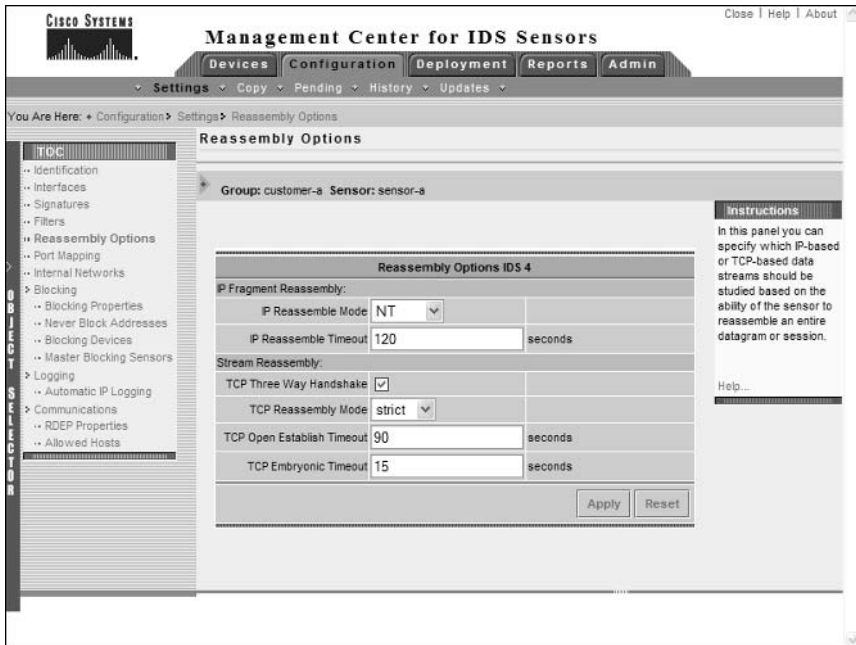 Close | Help | About
CISCO SYSTEMS
Management Center for IDS Sensors
Devices Configuration Deployment Reports Admin
Settings Copy Pending History Updates
You Are Here: Configuration > Settings > Reassembly Options
Reassembly Options
TOC
Identification
Interfaces
Signatures
Filters
Reassembly Options
Port Mapping
Internal Networks
Blocking
Blocking Properties
Never Block Addresses
Blocking Devices
Master Blocking Sensors
Logging
Automatic IP Logging
Communications
RDEP Properties
Allowed Hosts
OBJECT SELECTOR
Group: customer-a Sensor: sensor-a
Reassembly Options IDS 4
IP Fragment Reassembly:
IP Reassemble Mode NT
IP Reassemble Timeout 120 seconds
Stream Reassembly:
TCP Three Way Handshake
TCP Reassembly Mode strict
TCP Open Establish Timeout 90 seconds
TCP Embryonic Timeout 15 seconds
Apply Reset
Instructions
In this panel you can
specify which IP-based
or TCP-based data
streams should be
studied based on the
ability of the sensor to
reassemble an entire
datagram or session.
Help...